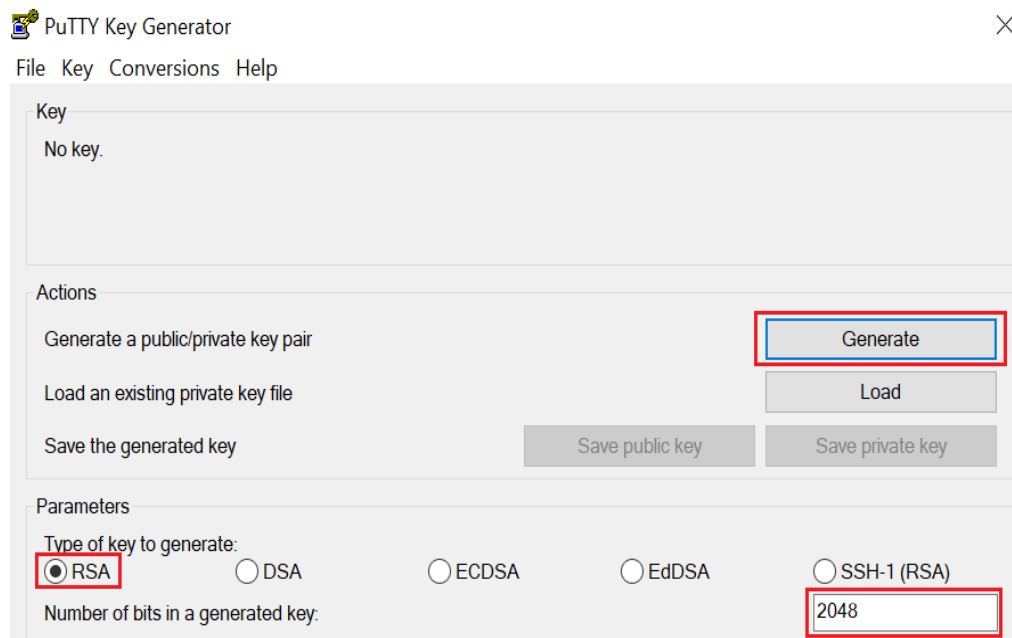 PuTTY Key Generator
File Key Conversions Help
Key
No key.
Actions
Generate a public/private key pair
Generate
Load an existing private key file
Load
Save the generated key
Save public key
Save private key
Parameters
Type of key to generate:
RSA DSA ECDSA EdDSA SSH-1 (RSA)
Number of bits in a generated key:
2048